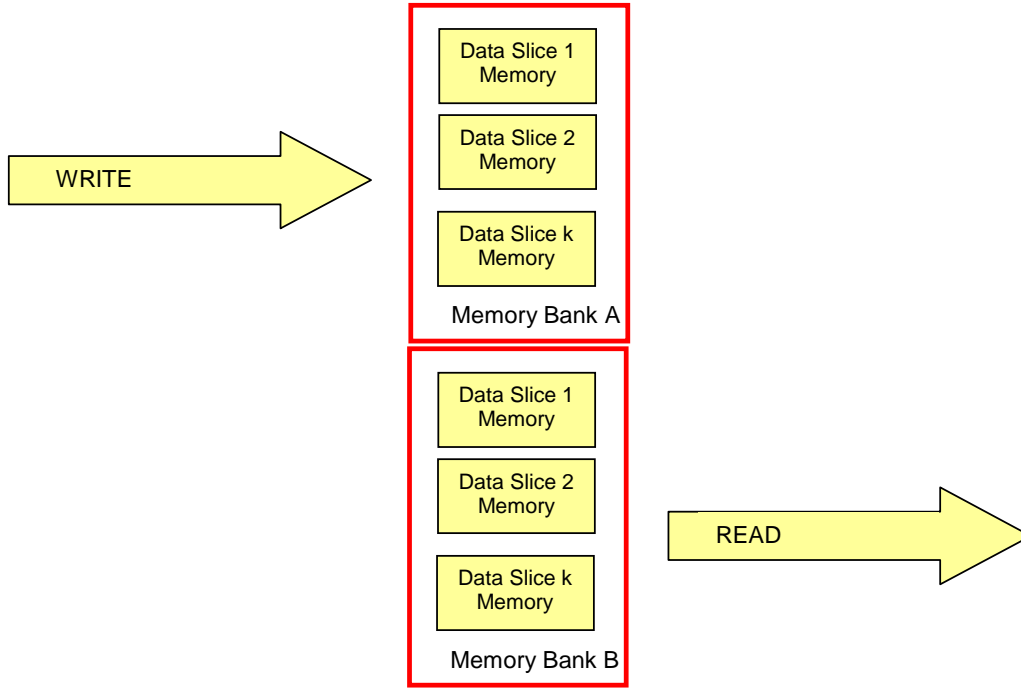 Data Slice 1
Memory
Data Slice 2
Memory
WRITE
Data Slice k
Memory
Memory Bank A
Data Slice 1
Memory
Data Slice 2
Memory
READ
Data Slice k
Memory
Memory Bank B